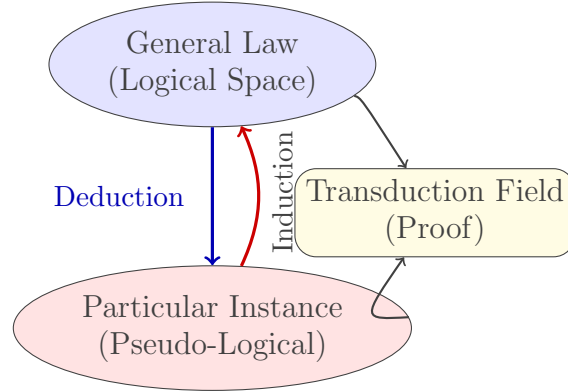 General Law
(Logical Space)
Deduction
Induction
Transduction Field
(Proof)
Particular Instance
(Pseudo-Logical)